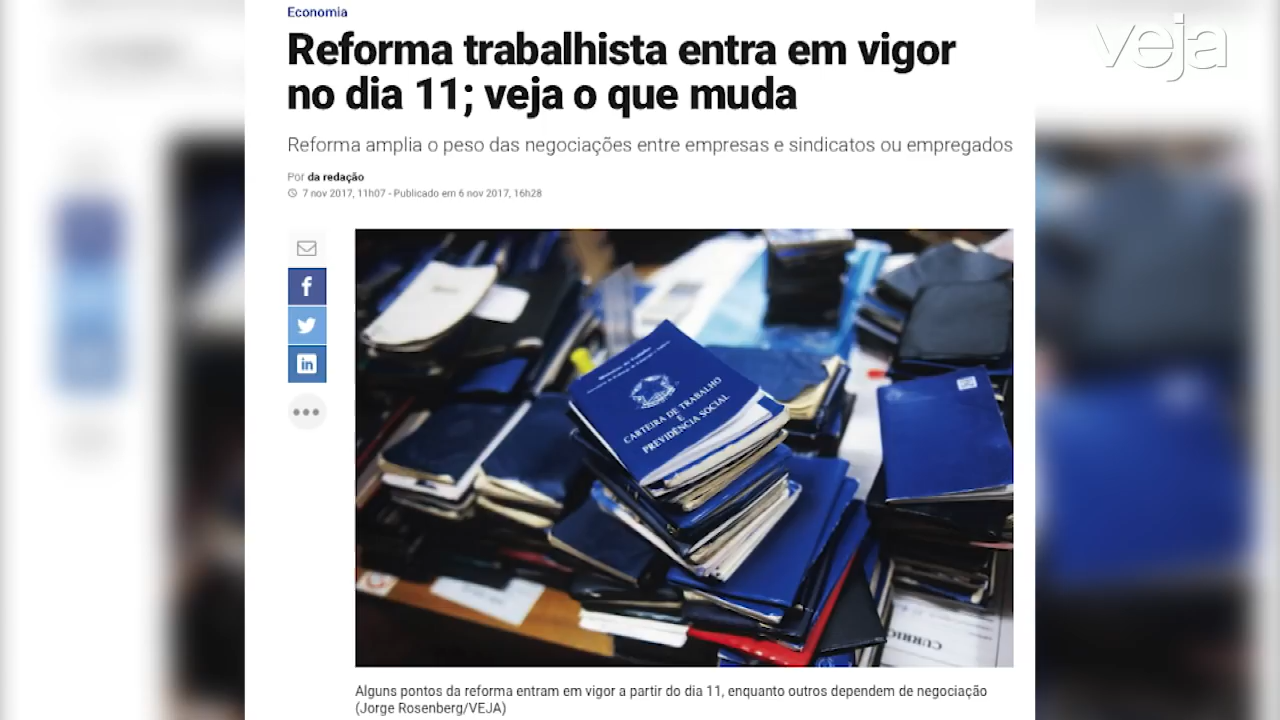 Economia
veja
Reforma trabalhista entra em vigor
no dia 11; veja o que muda
Reforma amplia o peso das negociações entre empresas e sindicatos ou empregados
Por da redação
7 nov 2017, 11h07 - Publicado em 6 nov 2017, 16h28
f
in
CARTEIRA DE TRABALHO
E
PREVIDÊNCIA SOCIAL
Alguns pontos da reforma entram em vigor a partir do dia 11, enquanto outros dependem de negociação
(Jorge Rosenberg/VEJA)